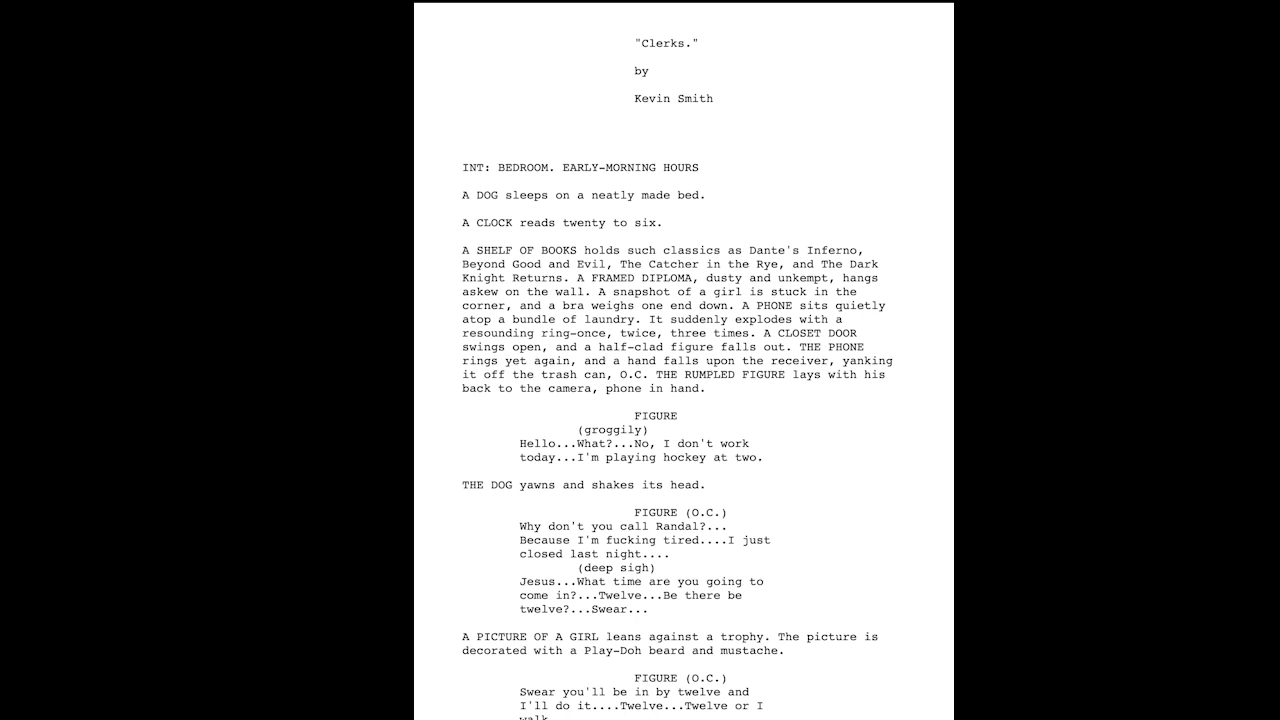 "Clerks."
by
Kevin Smith
INT: BEDROOM. EARLY-MORNING HOURS
A DOG sleeps on a neatly made bed.
A CLOCK reads twenty to six.
A SHELF OF BOOKS holds such classics as Dante's Inferno,
Beyond Good and Evil, The Catcher in the Rye, and The Dark
Knight Returns. A FRAMED DIPLOMA, dusty and unkempt, hangs
askew on the wall. A snapshot of a girl is stuck in the
corner, and a bra weighs one end down. A PHONE sits quietly
atop a bundle of laundry. It suddenly explodes with a
resounding ring-once, twice, three times. A CLOSET DOOR
swings open, and a half-clad figure falls out. THE PHONE
rings yet again, and a hand falls upon the receiver, yanking
it off the trash can, O.C. THE RUMPLED FIGURE lays with his
back to the camera, phone in hand.
FIGURE
(groggily)
Hello...What?...No, I don't work
today...I'm playing hockey at two.
THE DOG yawns and shakes its head.
FIGURE (O.C.)
Why don't you call Randal?...
Because I'm fucking tired....I just
closed last night....
(deep sigh)
Jesus...What time are you going to
come in?...Twelve...Be there be
twelve?...Swear...
A PICTURE OF A GIRL leans against a trophy. The picture is
decorated with a Play-Doh beard and mustache.
FIGURE (O.C.)
Swear you'll be in by twelve and
I'll do it....Twelve...Twelve or I
walk